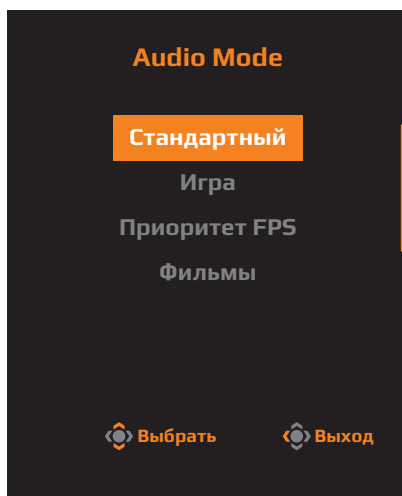 Audio Mode
Стандартный
Игра
Приоритет FPS
Фильмы
Выбрать Выход